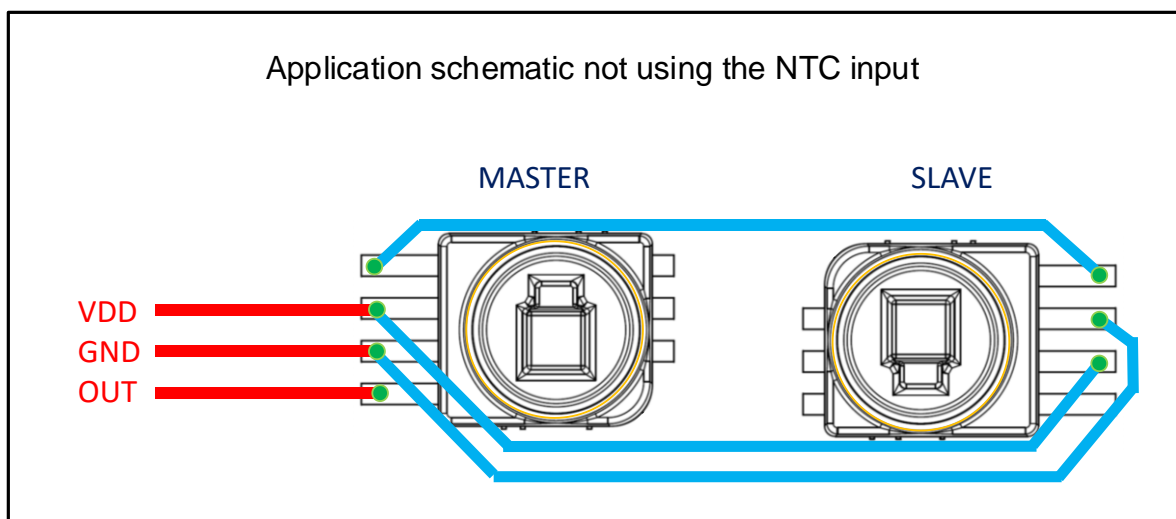 Application schematic not using the NTC input
MASTER
SLAVE
VDD
GND
OUT